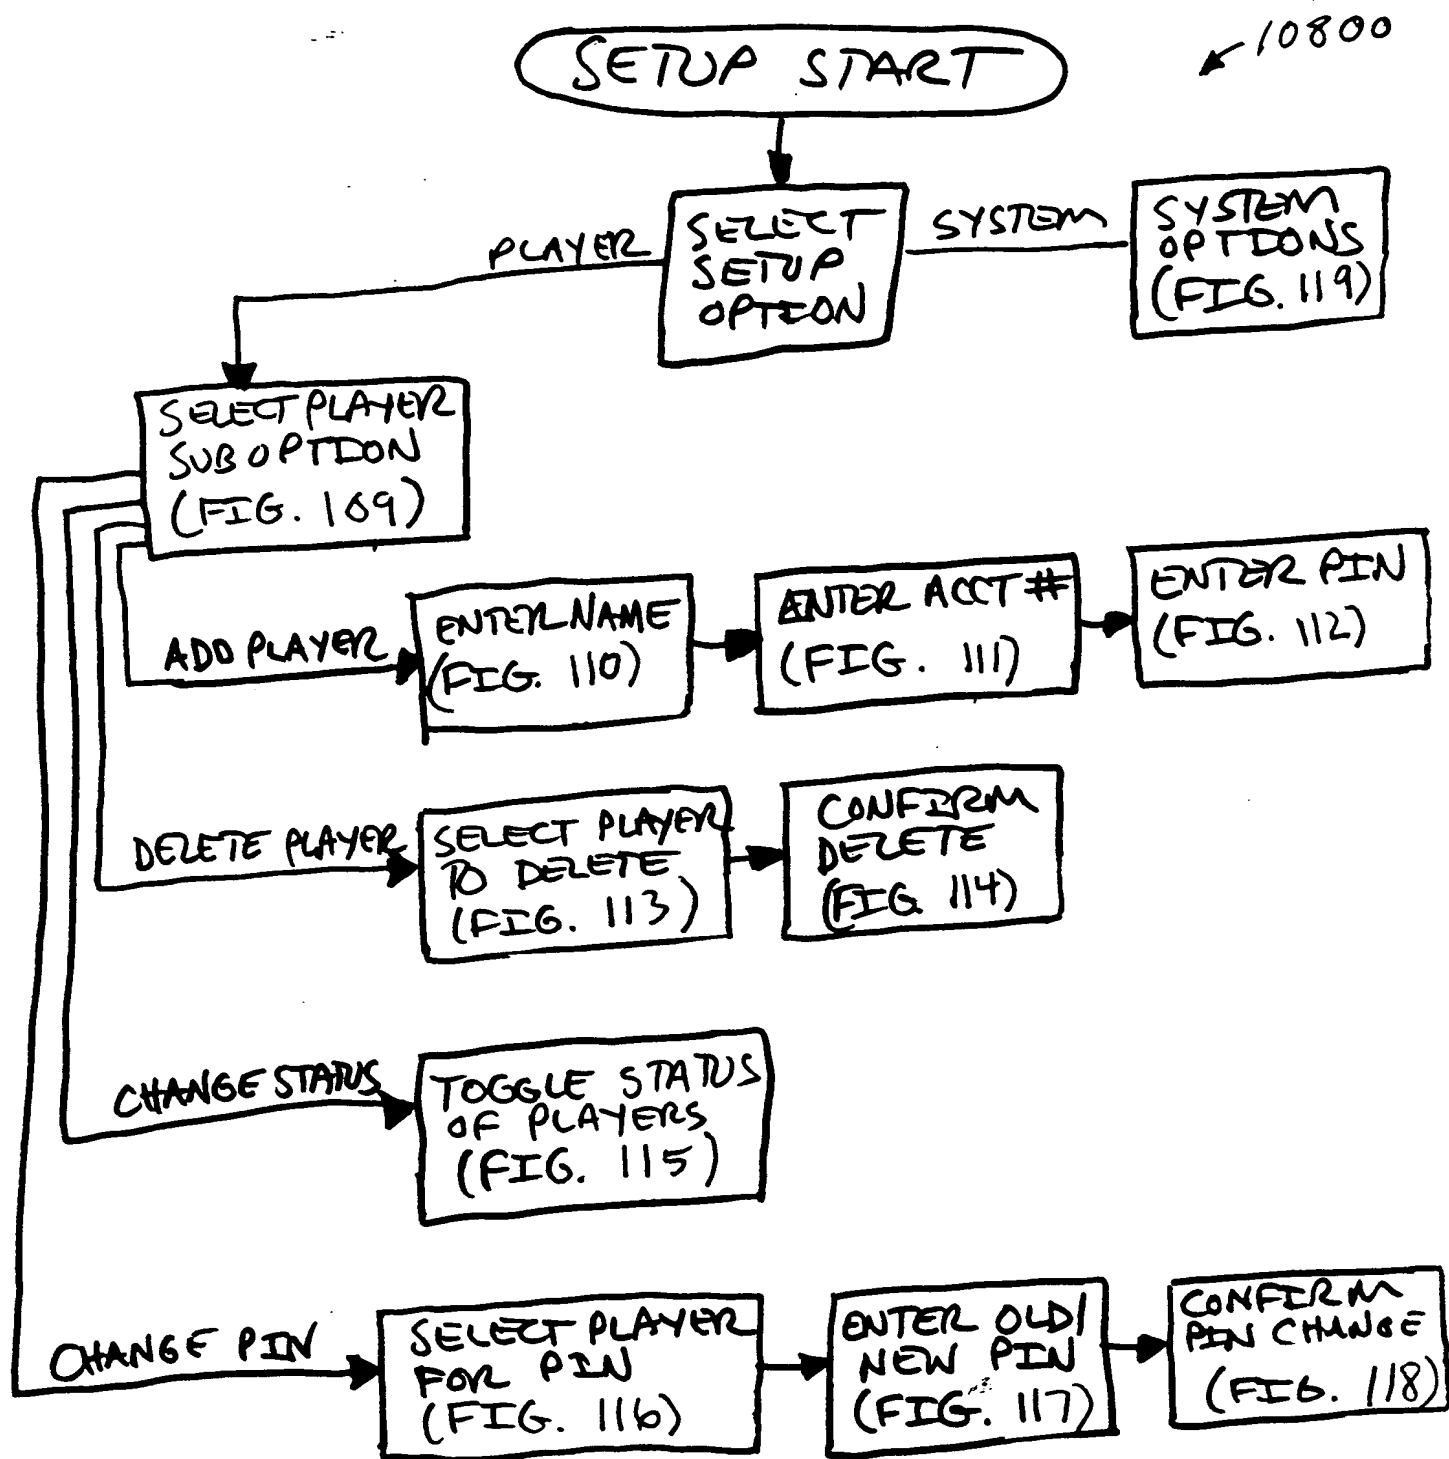 10800
SETUP START
SELECT
SETUP
OPTION
PLAYER
SYSTEM
SYSTEM
OPTIONS
(FIG. 119)
SELECT PLAYER
SUBOPTION
(FIG. 109)
ADD PLAYER
ENTER NAME
(FIG. 110)
ENTER ACCT #
(FIG. 111)
ENTER PIN
(FIG. 112)
DELETE PLAYER
SELECT PLAYER
TO DELETE
(FIG. 113)
CONFIRM
DELETE
(FIG. 114)
CHANGE STATUS
TOGGLE STATUS
OF PLAYERS
(FIG. 115)
CHANGE PIN
SELECT PLAYER
FOR PIN
(FIG. 116)
ENTER OLD/
NEW PIN
(FIG. 117)
CONFIRM
PIN CHANGE
(FIG. 118)